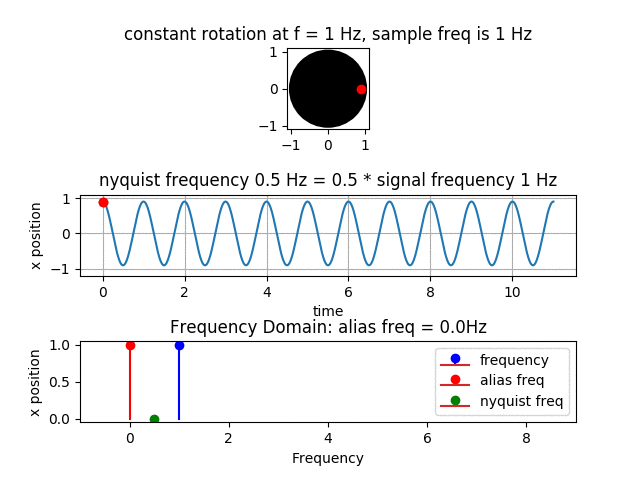 constant rotation at f = 1 Hz, sample freq is 1 Hz
1
0
−1
−1 0 1
nyquist frequency 0.5 Hz = 0.5 * signal frequency 1 Hz
x position
1
0
−1
0 2 4 6 8 10
time
Frequency Domain: alias freq = 0.0Hz
x position
1.0
0.5
0.0
frequency
alias freq
nyquist freq
0 2 4 6 8
Frequency